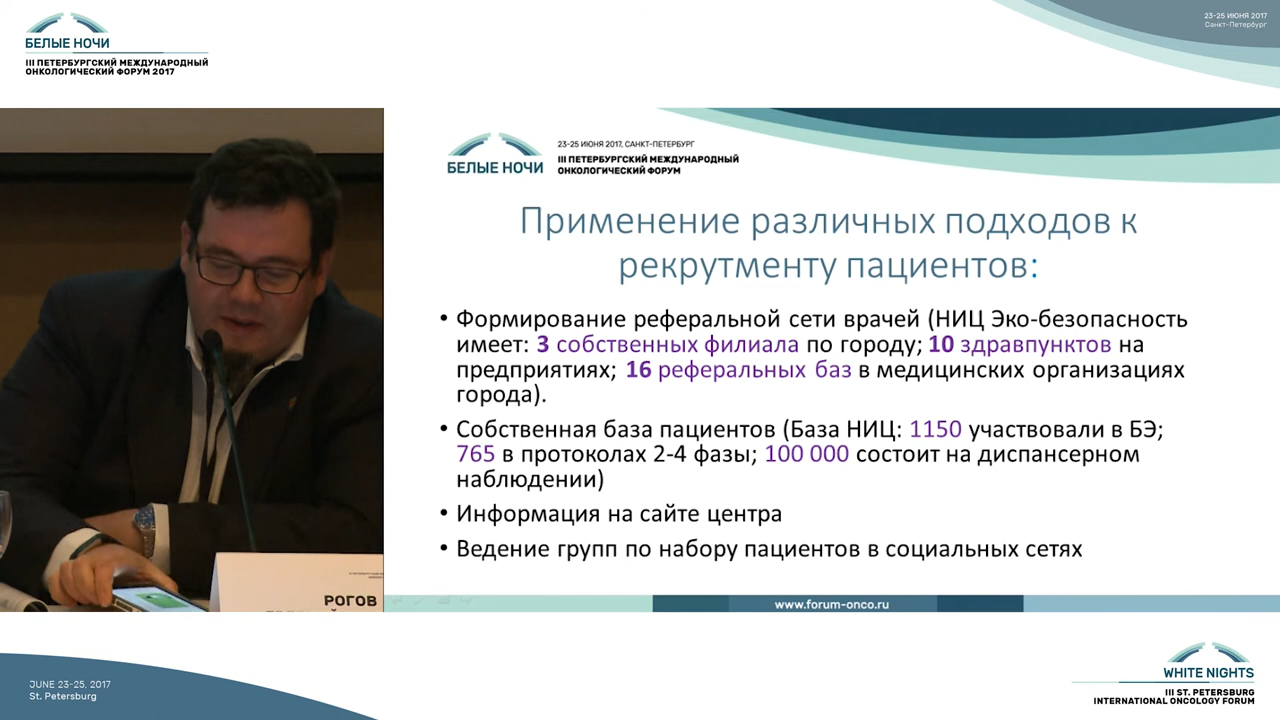 БЕЛЫЕ НОЧИ
III ПЕТЕРБУРГСКИЙ МЕЖДУНАРОДНЫЙ
ОНКОЛОГИЧЕСКИЙ ФОРУМ 2017
23-25 ИЮНЯ 2017
Санкт-Петербург
БЕЛЫЕ НОЧИ
23-25 ИЮНЯ 2017, САНКТ-ПЕТЕРБУРГ
III ПЕТЕРБУРГСКИЙ МЕЖДУНАРОДНЫЙ
ОНКОЛОГИЧЕСКИЙ ФОРУМ
Применение различных подходов к
рекрутменту пациентов:
• Формирование реферальной сети врачей (НИЦ Эко-безопасность
имеет: 3 собственных филиала по городу; 10 здравпунктов на
предприятиях; 16 реферальных баз в медицинских организациях
города).
• Собственная база пациентов (База НИЦ: 1150 участвовали в БЭ;
765 в протоколах 2-4 фазы; 100 000 состоит на диспансерном
наблюдении)
• Информация на сайте центра
• Ведение групп по набору пациентов в социальных сетях
РОГОВ
www.forum-onco.ru
JUNE 23-25, 2017
St. Petersburg
WHITE NIGHTS
III ST. PETERSBURG
INTERNATIONAL ONCOLOGY FORUM